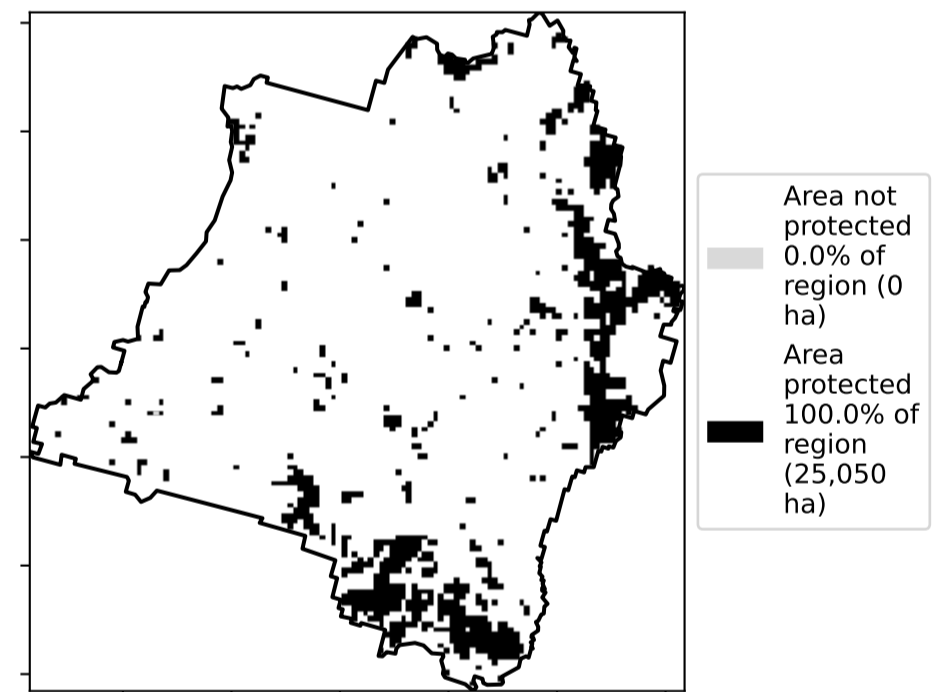 Area not
protected
0.0% of
region (0
ha)
Area
protected
100.0% of
region
(25,050
ha)